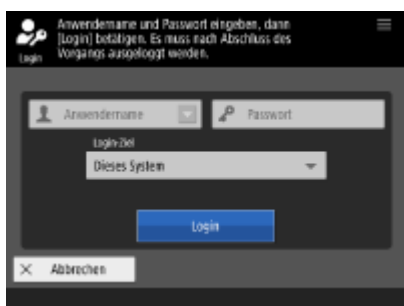 Anwendername und Passwort eingeben, dann
[Login] betätigen. Es muss nach Abschluss des
Vorgangs ausgeloggt werden.
Login
Anwendername
Passwort
Login-Ziel
Dieses System
Login
Abbrechen